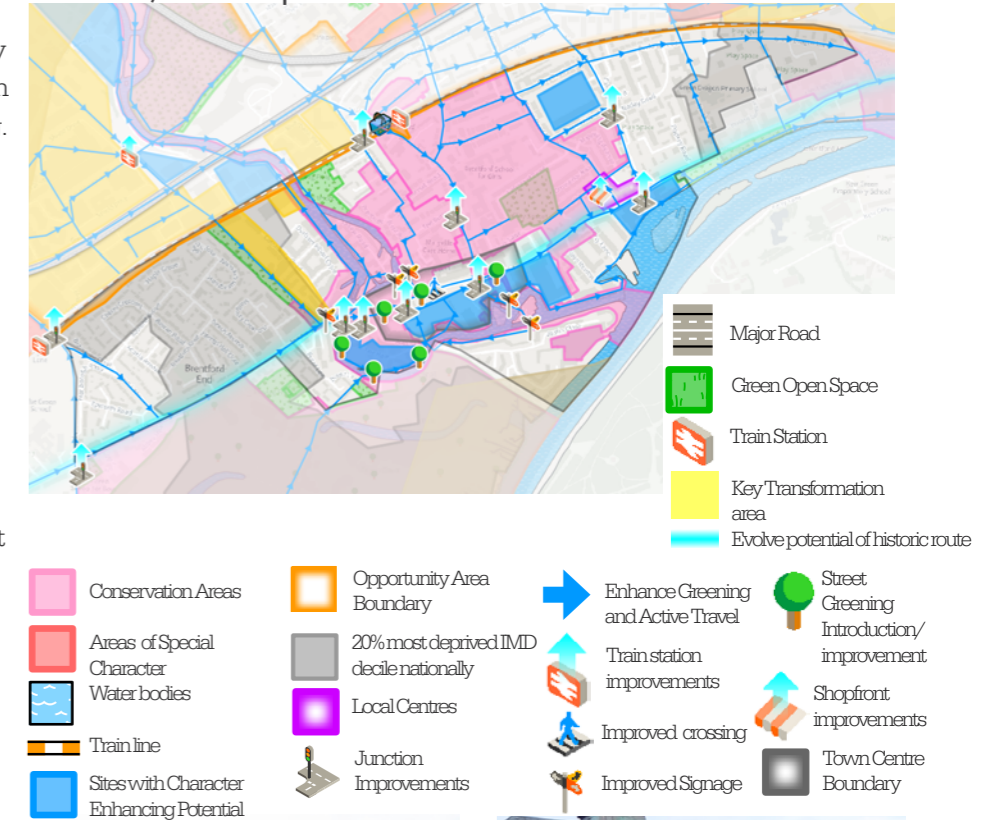 Brentford
End
Major Road
Green Open Space
Train Station
Key Transformation
area
Evolve potential of historic route
Conservation Areas
Areas of Special
Character
Water bodies
Train line
Sites with Character
Enhancing Potential
Opportunity Area
Boundary
20% most deprived IMD
decile nationally
Local Centres
Junction
Improvements
Enhance Greening
and Active Travel
Train station
improvements
Improved crossing
Improved Signage
Street
Greening
Introduction/
improvement
Shopfront
improvements
Town Centre
Boundary